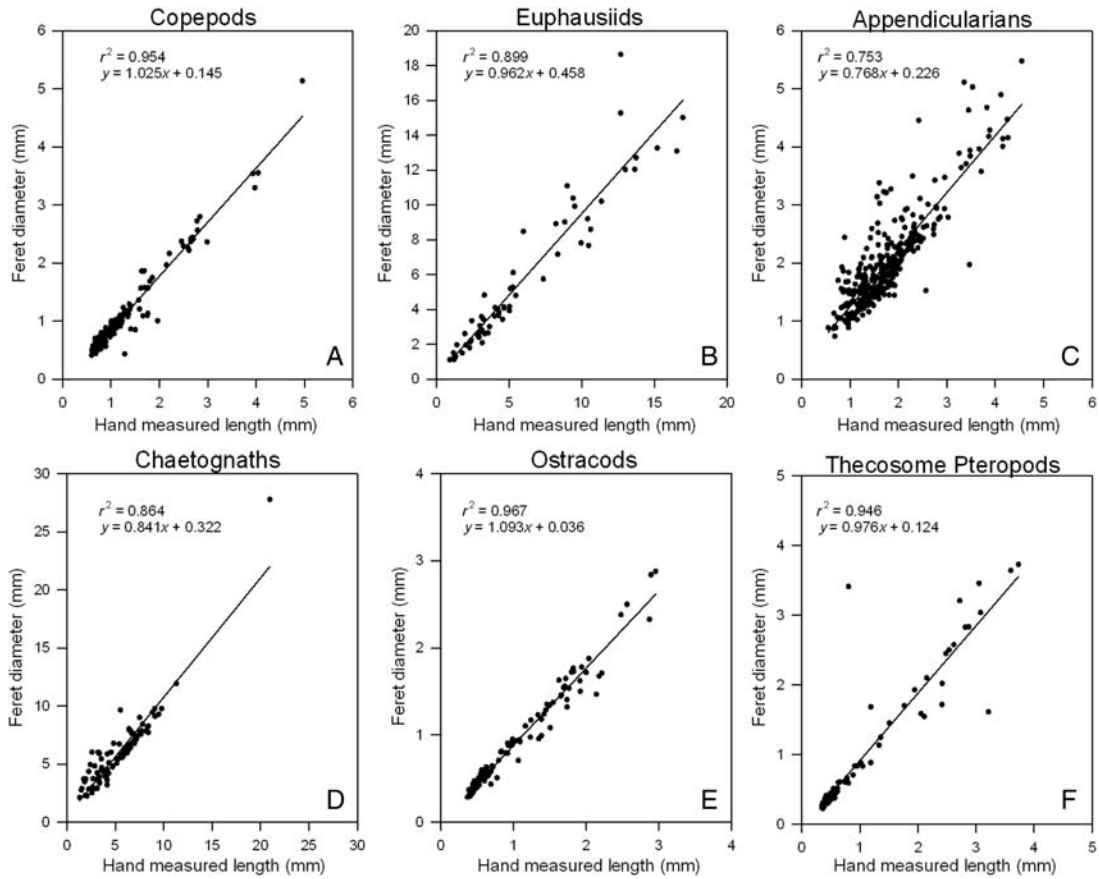 Copepods
r² = 0.954
y = 1.025x + 0.145
6
5
4
3
2
1
0
Feret diameter (mm)
0 1 2 3 4 5 6
Hand measured length (mm)
A
Euphausiids
r² = 0.899
y = 0.962x + 0.458
20
18
16
14
12
10
8
6
4
2
0
Feret diameter (mm)
0 5 10 15 20
Hand measured length (mm)
B
Appendicularians
r² = 0.753
y = 0.768x + 0.226
6
5
4
3
2
1
0
Feret diameter (mm)
0 1 2 3 4 5 6
Hand measured length (mm)
C
Chaetognaths
r² = 0.864
y = 0.841x + 0.322
30
25
20
15
10
5
0
Feret diameter (mm)
0 5 10 15 20 25 30
Hand measured length (mm)
D
Ostracods
r² = 0.967
y = 1.093x + 0.036
4
3
2
1
0
Feret diameter (mm)
0 1 2 3 4
Hand measured length (mm)
E
Thecosome Pteropods
r² = 0.946
y = 0.976x + 0.124
5
4
3
2
1
0
Feret diameter (mm)
0 1 2 3 4 5
Hand measured length (mm)
F